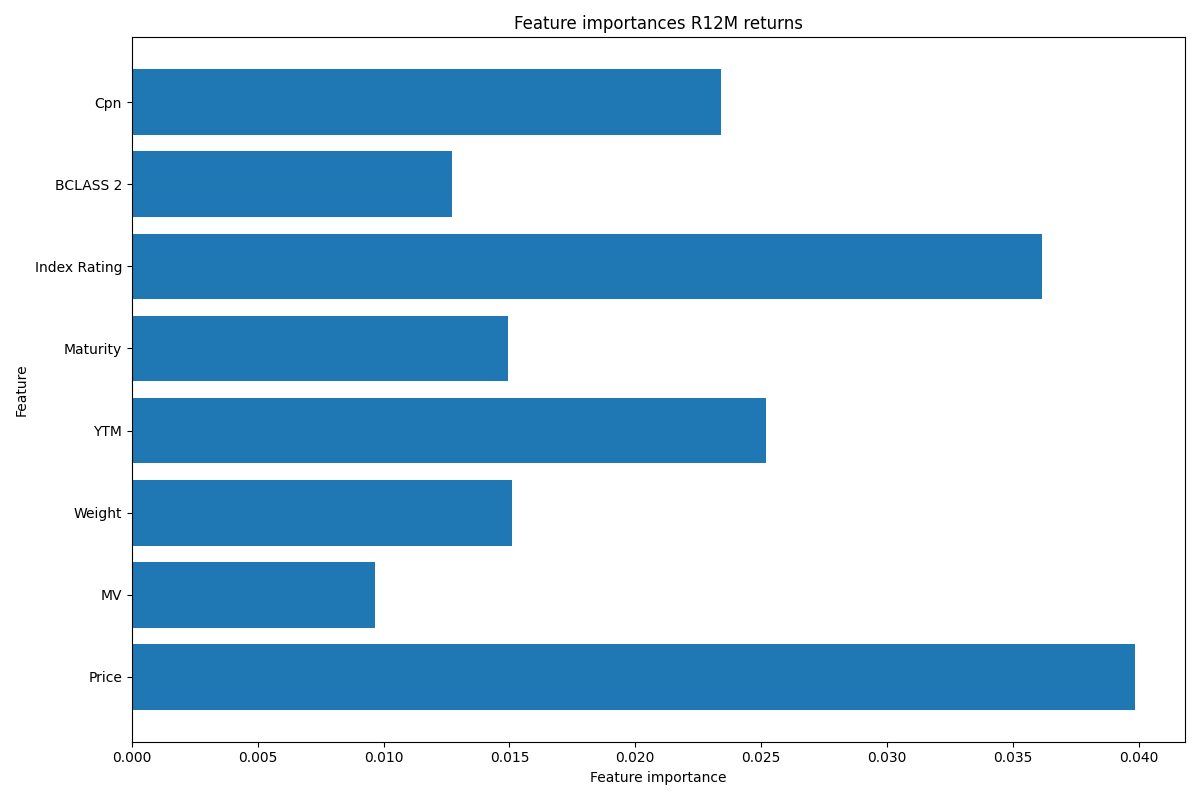 Feature importances R12M returns
Cpn
BCLASS 2
Index Rating
Maturity
YTM
Weight
MV
Price
Feature
0.000 0.005 0.010 0.015 0.020 0.025 0.030 0.035 0.040
Feature importance